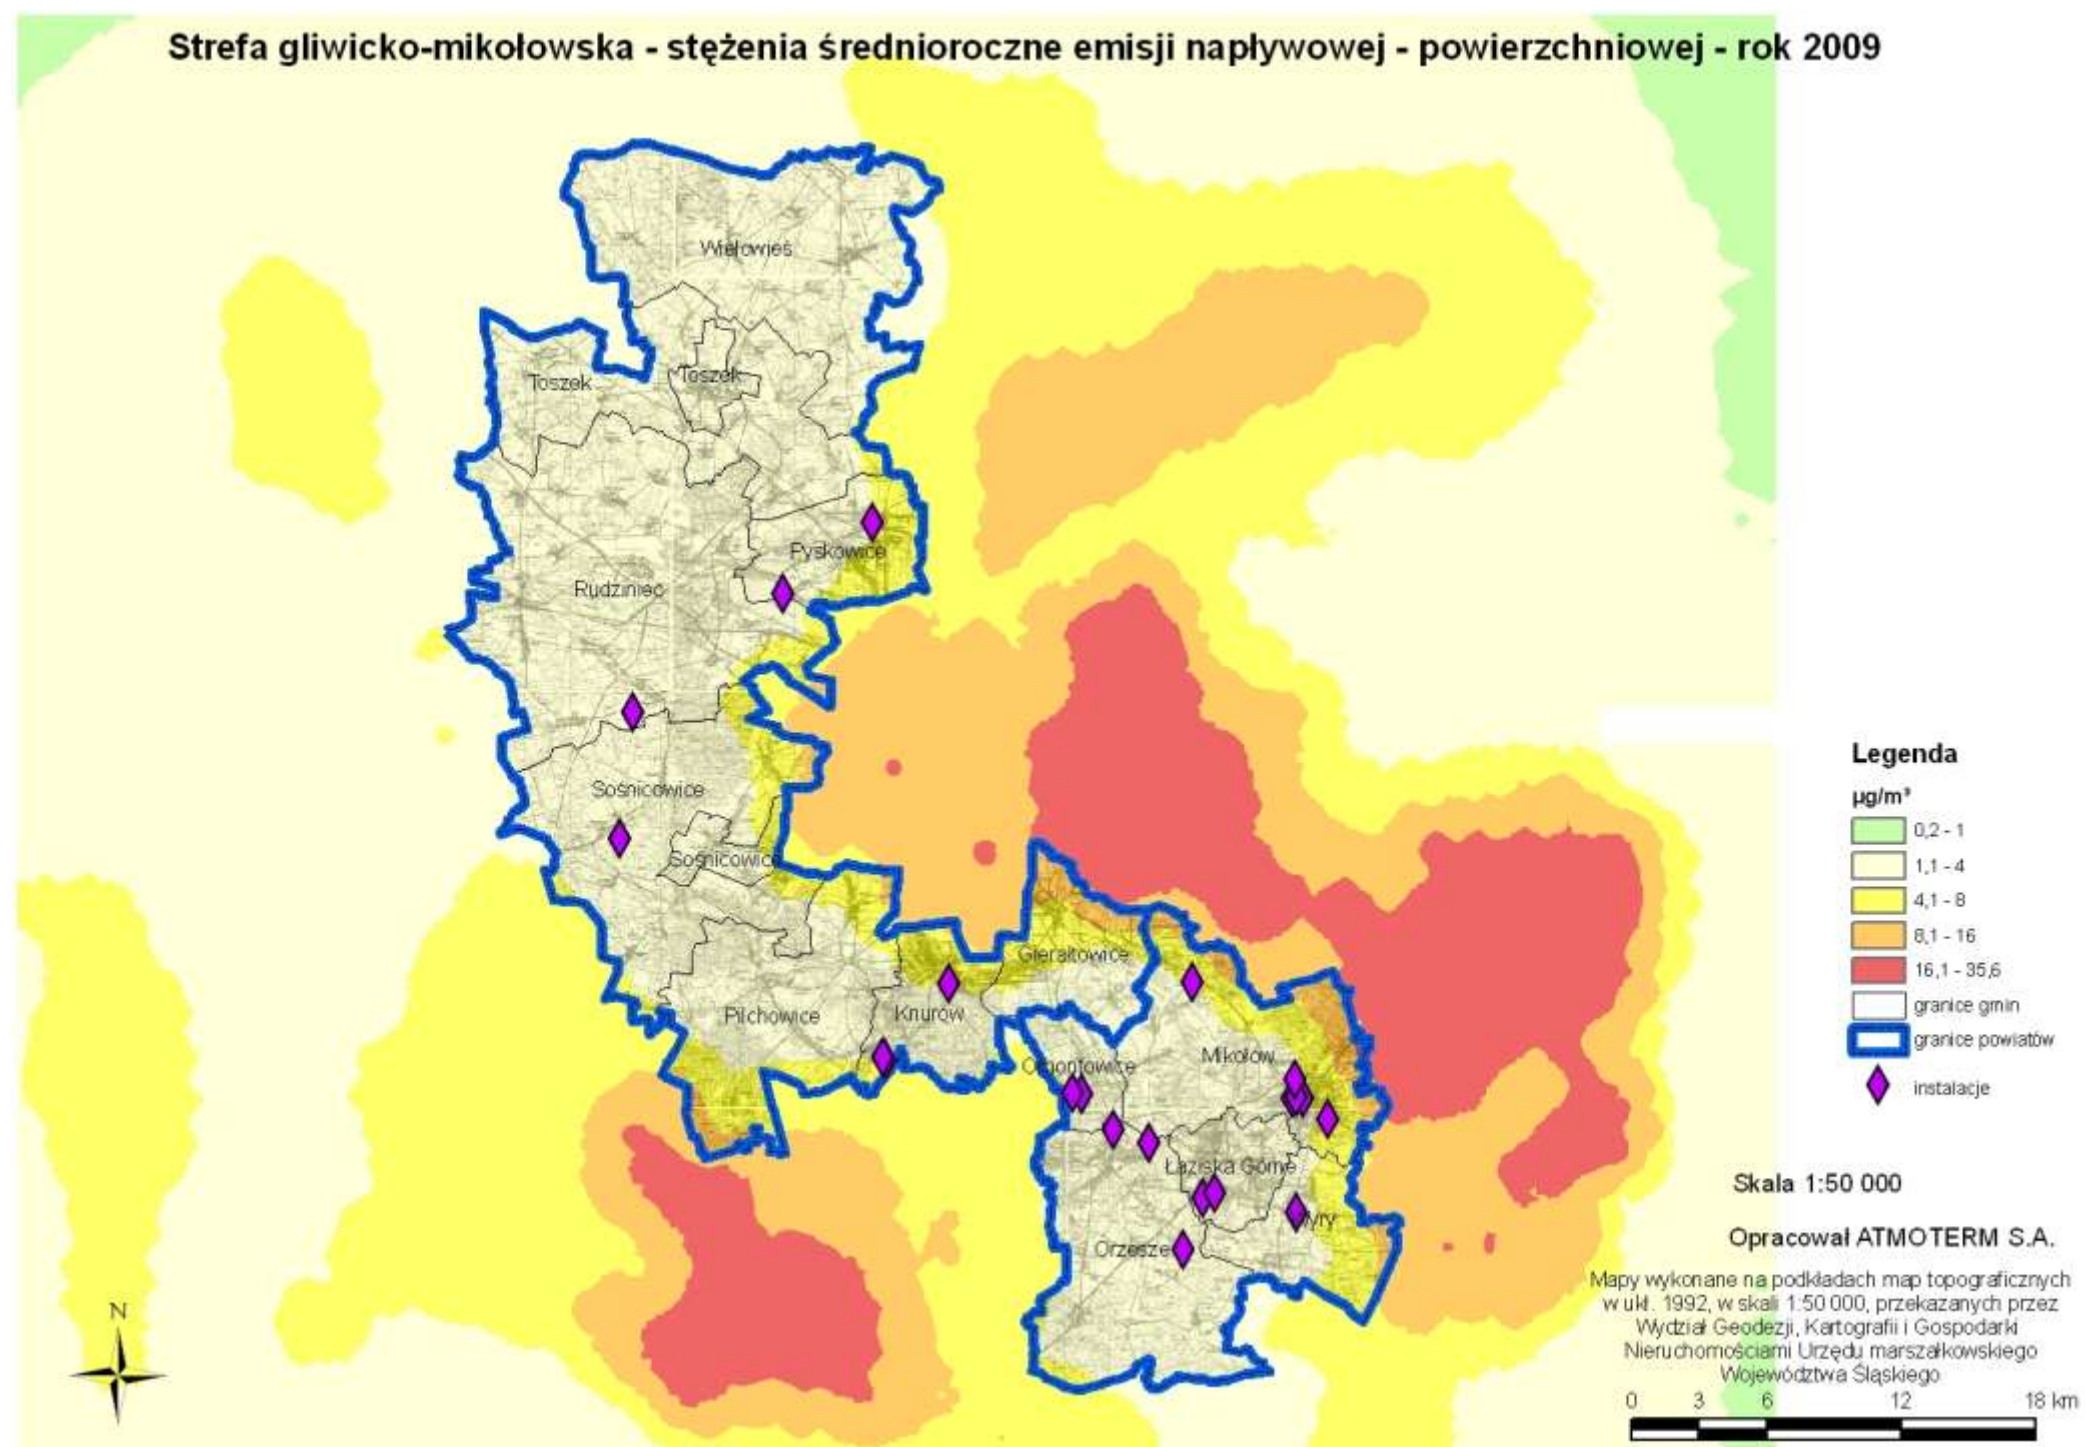 Strefa gliwicko-mikołowska - stężenia średnioroczne emisji napływowej - powierzchniowej - rok 2009
Wielowieś
Toszek
Toszek
Pyskowice
Rudziniec
Sośnicowice
Sośnicowice
Gierałtowice
Pilchowice
Knurów
Mikołów
Ornontowice
Łaziska Górne
Wyry
Orzesze
Legenda
µg/m³
0,2 - 1
1,1 - 4
4,1 - 8
8,1 - 16
16,1 - 35,6
granice gmin
granice powiatów
instalacje
Skala 1:50 000
Opracował ATMOTERM S.A.
Mapy wykonane na podkładach map topograficznych
w ukł. 1992, w skali 1:50 000, przekazanych przez
Wydział Geodezji, Kartografii i Gospodarki
Nieruchomościami Urzędu marszałkowskiego
Województwa Śląskiego
0 3 6 12 18 km
N